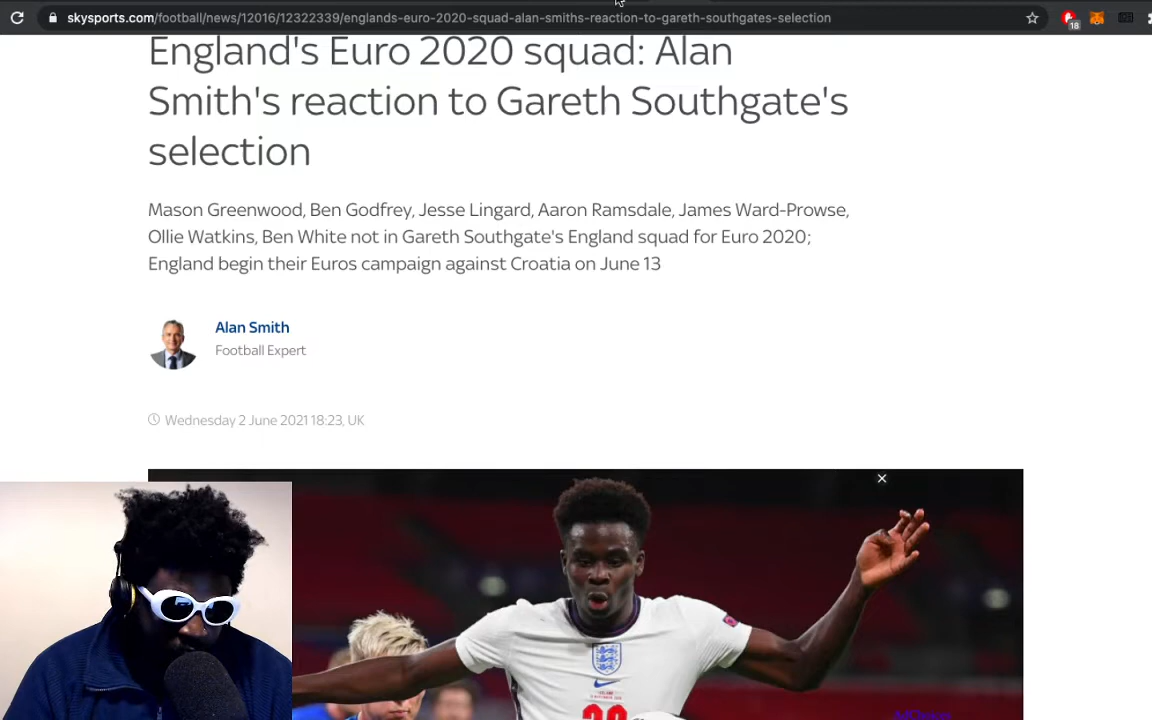 skysports.com/football/news/12016/12322339/englands-euro-2020-squad-alan-smiths-reaction-to-gareth-southgates-selection
18
England's Euro 2020 squad: Alan
Smith's reaction to Gareth Southgate's
selection
Mason Greenwood, Ben Godfrey, Jesse Lingard, Aaron Ramsdale, James Ward-Prowse,
Ollie Watkins, Ben White not in Gareth Southgate's England squad for Euro 2020;
England begin their Euros campaign against Croatia on June 13
Alan Smith
Football Expert
Wednesday 2 June 2021 18:23, UK